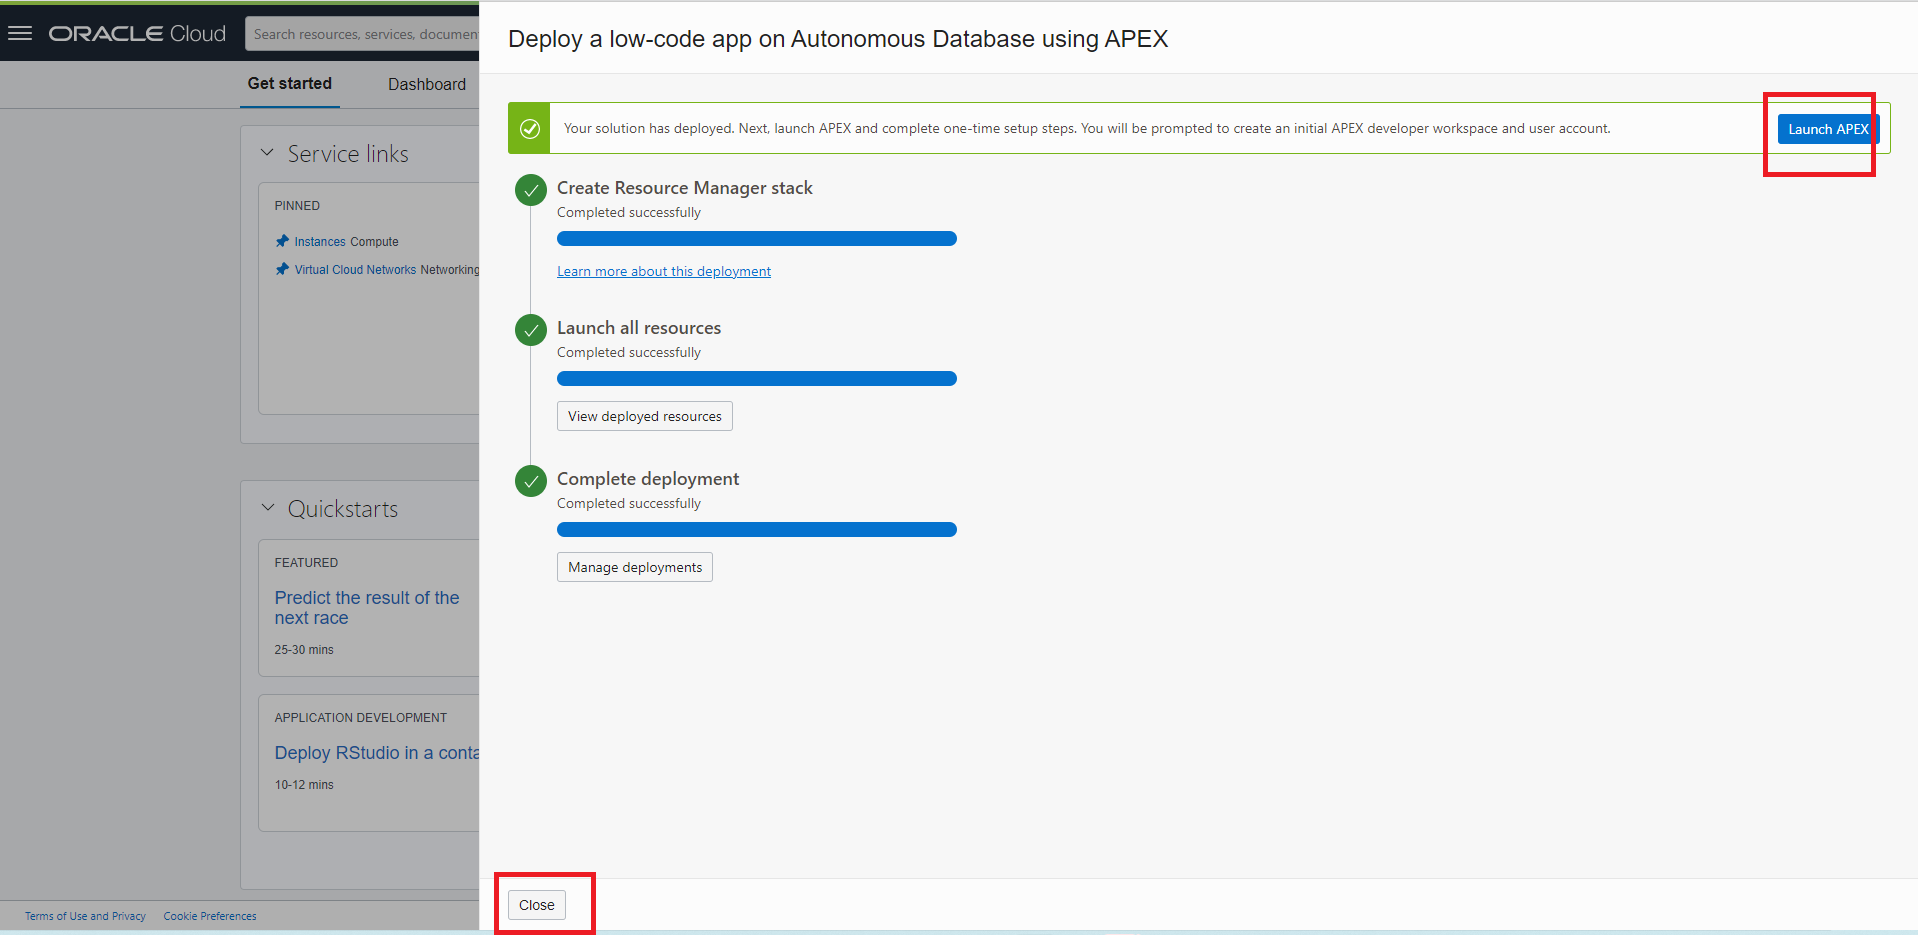 ORACLE Cloud
Search resources, services, documen
Get started
Dashboard
Service links
PINNED
Instances Compute
Virtual Cloud Networks Networking
Quickstarts
FEATURED
Predict the result of the
next race
25-30 mins
APPLICATION DEVELOPMENT
Deploy RStudio in a conta
10-12 mins
Terms of Use and Privacy
Cookie Preferences
Deploy a low-code app on Autonomous Database using APEX
Your solution has deployed. Next, launch APEX and complete one-time setup steps. You will be prompted to create an initial APEX developer workspace and user account.
Launch APEX
Create Resource Manager stack
Completed successfully
Learn more about this deployment
Launch all resources
Completed successfully
View deployed resources
Complete deployment
Completed successfully
Manage deployments
Close